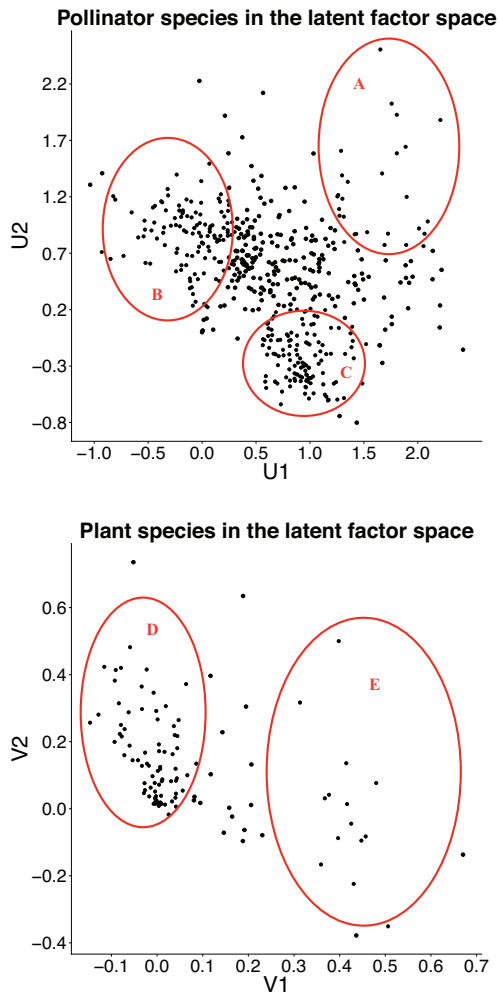 Pollinator species in the latent factor space
2.2
1.7
1.2
0.7
0.2
−0.3
−0.8
U2
A
B
C
−1.0 −0.5 0.0 0.5 1.0 1.5 2.0
U1
Plant species in the latent factor space
0.6
0.4
0.2
0.0
−0.2
−0.4
V2
D
E
−0.1 0.0 0.1 0.2 0.3 0.4 0.5 0.6 0.7
V1